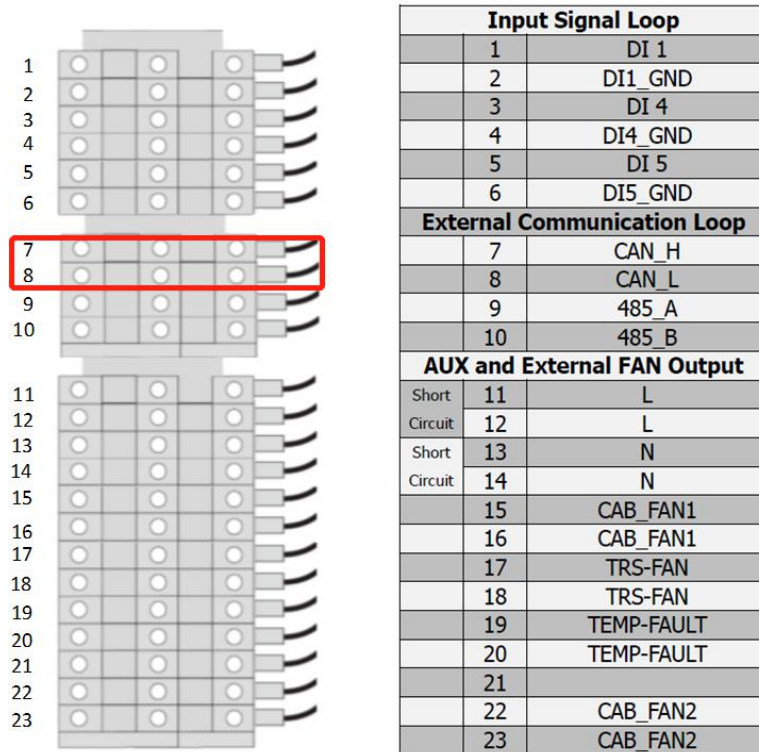 1
2
3
4
5
6
7
8
9
10
11
12
13
14
15
16
17
18
19
20
21
22
23
Input Signal Loop
1 DI 1
2 DI1_GND
3 DI 4
4 DI4_GND
5 DI 5
6 DI5_GND
External Communication Loop
7 CAN_H
8 CAN_L
9 485_A
10 485_B
AUX and External FAN Output
Short 11 L
Circuit 12 L
Short 13 N
Circuit 14 N
15 CAB_FAN1
16 CAB_FAN1
17 TRS-FAN
18 TRS-FAN
19 TEMP-FAULT
20 TEMP-FAULT
21
22 CAB_FAN2
23 CAB_FAN2